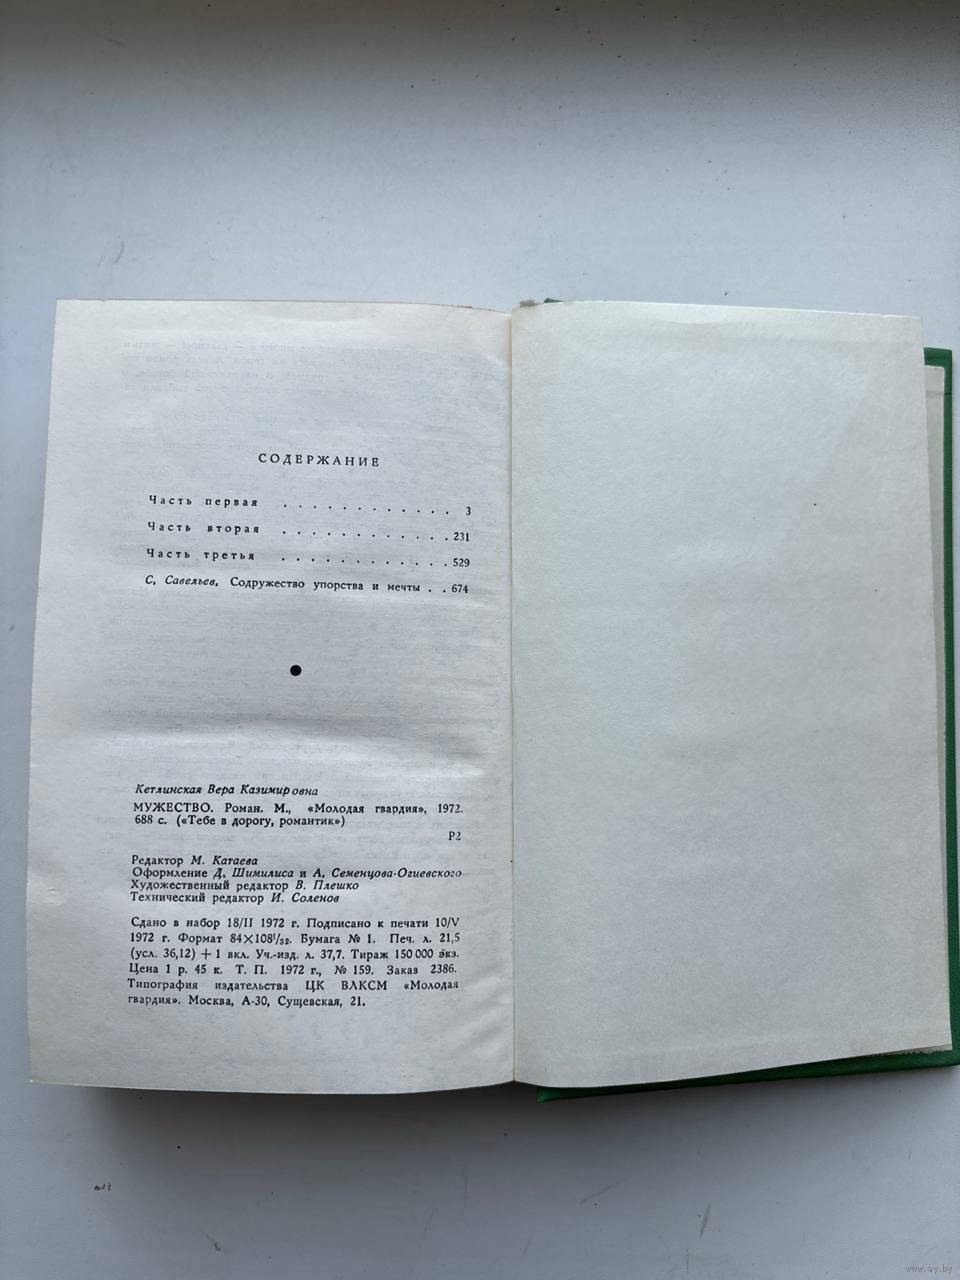 СОДЕРЖАНИЕ
Часть первая . . . . . . . . . . . . 3
Часть вторая . . . . . . . . . . . . 231
Часть третья . . . . . . . . . . . . 529
С. Савельев. Содружество упорства и мечты . . 674
Кетлинская Вера Казимировна
МУЖЕСТВО. Роман. М., «Молодая гвардия», 1972.
688 с. («Тебе в дорогу, романтик»)
Р2
Редактор М. Катаева
Оформление Д. Шимилиса и А. Семенцова-Огиевского
Художественный редактор В. Плешко
Технический редактор И. Соленов
Сдано в набор 18/II 1972 г. Подписано к печати 10/V
1972 г. Формат 84×108¹/₃₂. Бумага № 1. Печ. л. 21,5
(усл. 36,12) + 1 вкл. Уч.-изд. л. 37,7. Тираж 150 000 экз.
Цена 1 р. 45 к. Т. П. 1972 г., № 159. Заказ 2386.
Типография издательства ЦК ВЛКСМ «Молодая
гвардия». Москва, А-30, Сущевская, 21.
www.ay.by